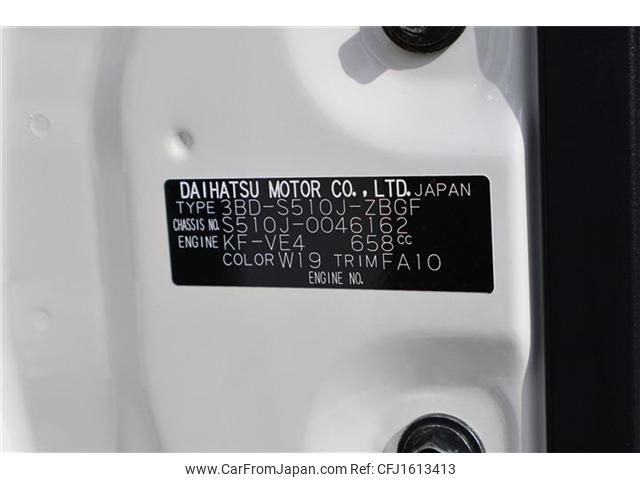 DAIHATSU MOTOR CO.,LTD. JAPAN
TYPE 3BD-S510J-ZBGF
CHASSIS NO. S510J-0046162
ENGINE KF-VE4 658cc
COLOR W19 TRIM FA10
ENGINE NO.
© www.CarFromJapan.com CFJ1613413